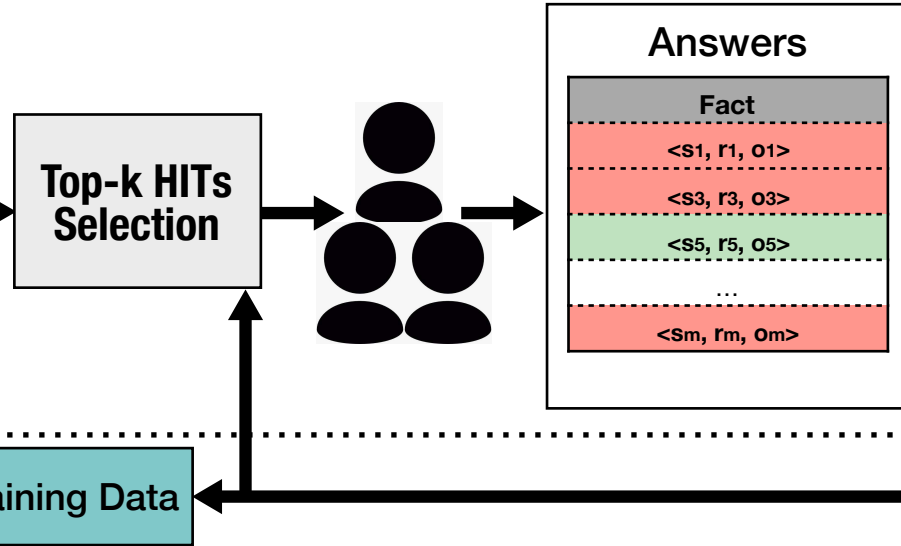 Answers
Fact
<s1, r1, o1>
Top-k HITs
Selection
<s3, r3, o3>
<s5, r5, o5>
...
<sm, rm, om>
aining Data